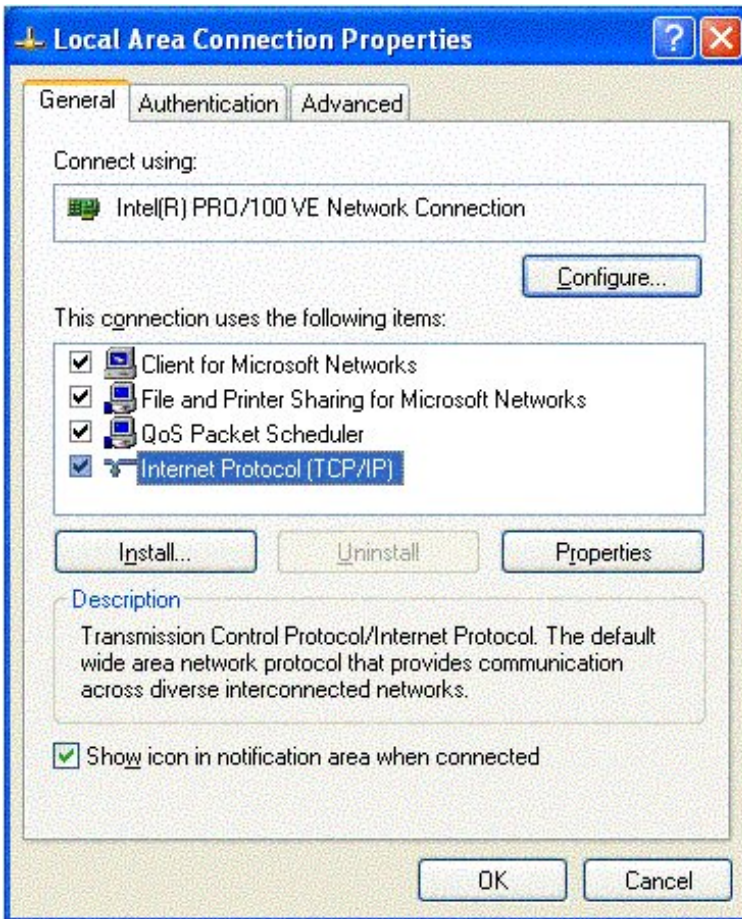 Local Area Connection Properties
General Authentication Advanced
Connect using:
Intel(R) PRO/100 VE Network Connection
Configure...
This connection uses the following items:
Client for Microsoft Networks
File and Printer Sharing for Microsoft Networks
QoS Packet Scheduler
Internet Protocol (TCP/IP)
Install... Uninstall Properties
Description
Transmission Control Protocol/Internet Protocol. The default
wide area network protocol that provides communication
across diverse interconnected networks.
Show icon in notification area when connected
OK Cancel